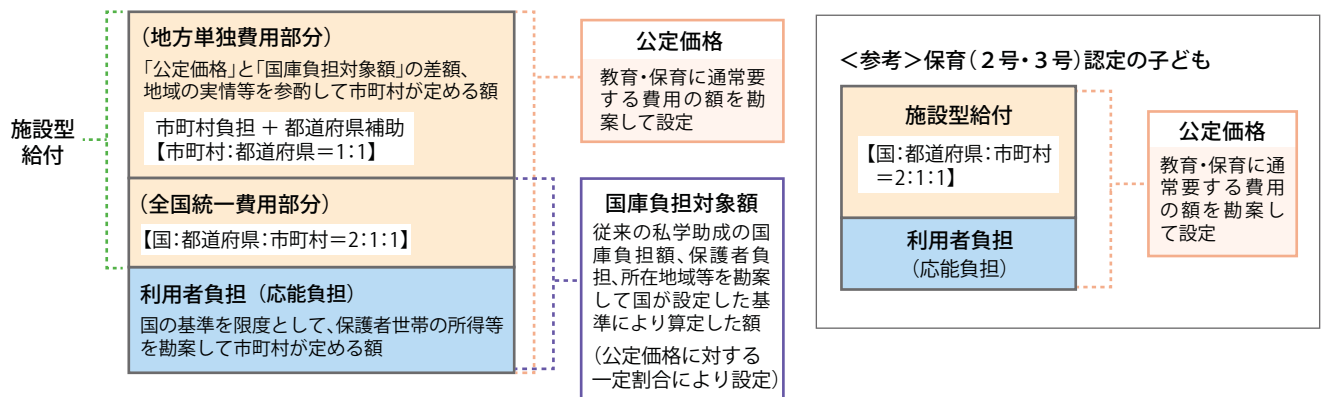 施設型
給付
(地方単独費用部分)
「公定価格」と「国庫負担対象額」の差額、
地域の実情等を参酌して市町村が定める額
市町村負担 + 都道府県補助
【市町村:都道府県=1:1】
(全国統一費用部分)
【国:都道府県:市町村=2:1:1】
利用者負担(応能負担)
国の基準を限度として、保護者世帯の所得等
を勘案して市町村が定める額
公定価格
教育・保育に通常要
する費用の額を勘
案して設定
国庫負担対象額
従来の私学助成の国
庫負担額、保護者負
担、所在地域等を勘案
して国が設定した基
準により算定した額
(公定価格に対する
一定割合により設定)
<参考>保育(2号・3号)認定の子ども
施設型給付
【国:都道府県:市町村
=2:1:1】
利用者負担
(応能負担)
公定価格
教育・保育に通
常要する費用
の額を勘案し
て設定